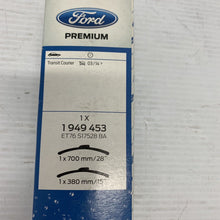 Ford
PREMIUM
Transit Courier 03/14 >
1 X
1 949 453
ET76 S17528 BA
1 x 700 mm/28"
1 x 380 mm/15"